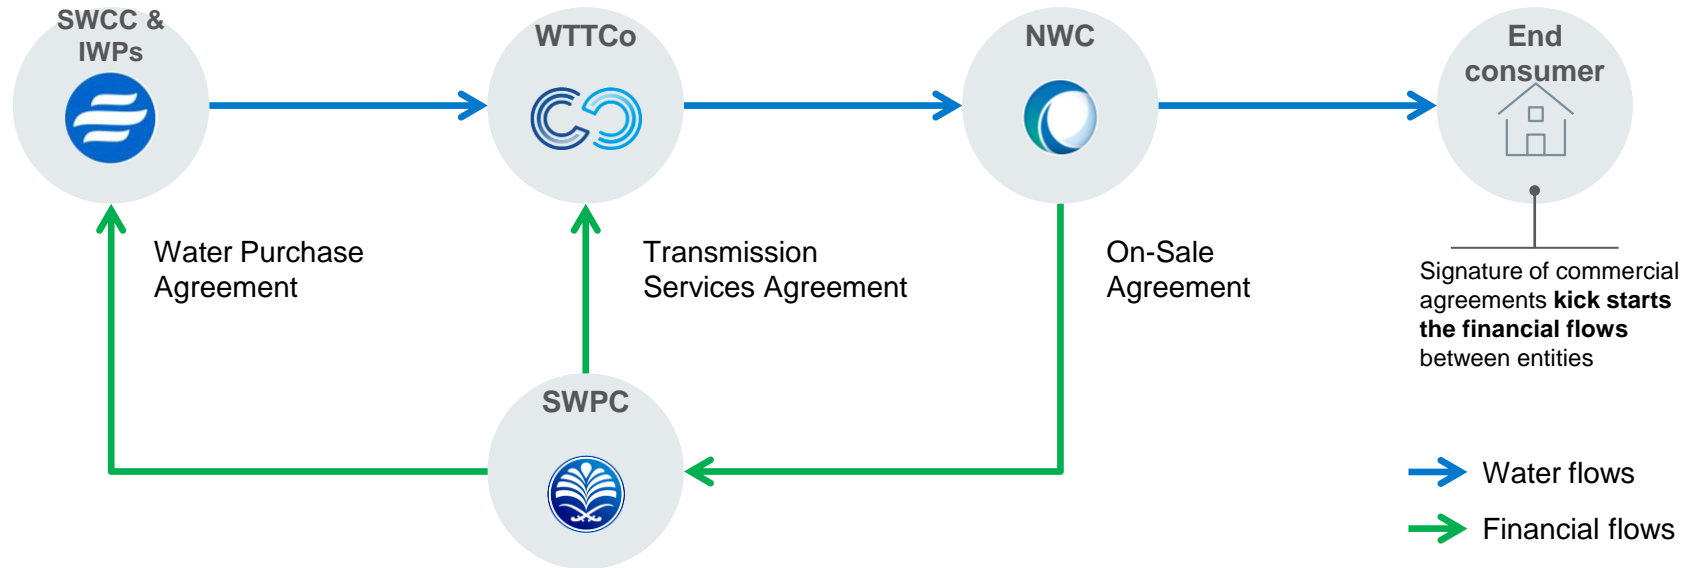 SWCC &
IWPs
WTTCo
NWC
End
consumer
Water Purchase
Agreement
Transmission
Services Agreement
On-Sale
Agreement
Signature of commercial
agreements kick starts
the financial flows
between entities
SWPC
Water flows
Financial flows